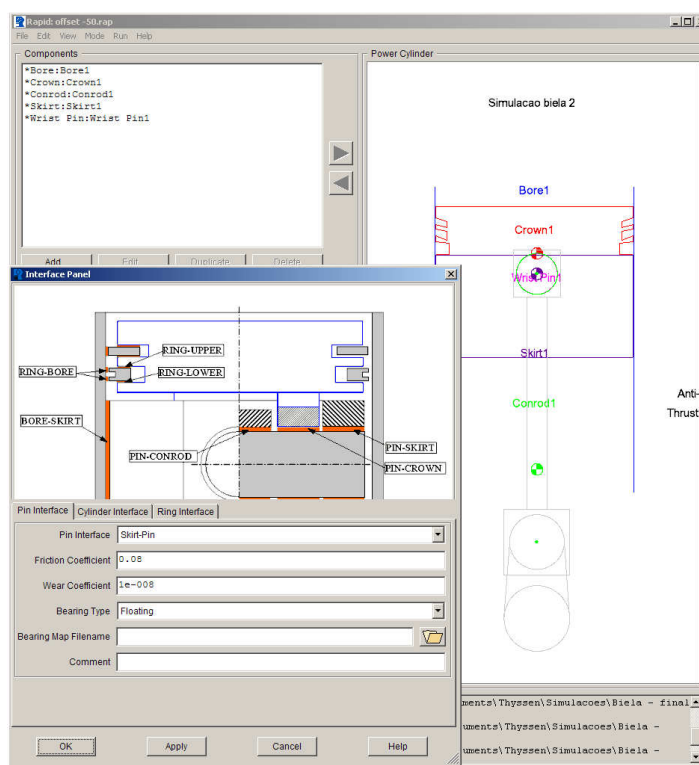 Rapid: offset -50.rap
File Edit View Mode Run Help
Components
Power Cylinder
*Bore:Bore1
*Crown:Crown1
*Conrod:Conrod1
*Skirt:Skirt1
*Wrist Pin:Wrist Pin1
Add Edit Duplicate Delete
Simulacao biela 2
Bore1
Crown1
Wrist Pin1
Skirt1
Conrod1
Anti-
Thrust
Interface Panel
RING-UPPER
RING-BORE
RING-LOWER
BORE-SKIRT
PIN-CONROD
PIN-SKIRT
PIN-CROWN
Pin Interface Cylinder Interface Ring Interface
Pin Interface Skirt-Pin
Friction Coefficient 0.08
Wear Coefficient 1e-008
Bearing Type Floating
Bearing Map Filename
Comment
OK Apply Cancel Help
uments\Thyssen\Simulacoes\Biela - final
uments\Thyssen\Simulacoes\Biela -
uments\Thyssen\Simulacoes\Biela -